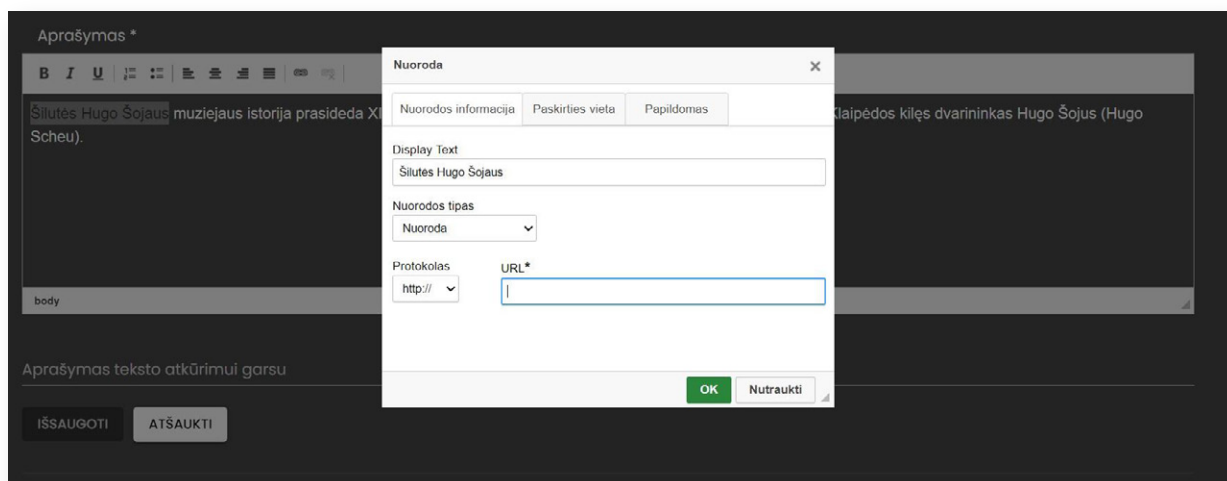 Aprašymas *
B I U
Šilutės Hugo Šojaus muziejaus istorija prasideda XI
Klaipėdos kilęs dvarininkas Hugo Šojus (Hugo
Scheu).
body
Nuoroda
Nuorodos informacija Paskirties vieta Papildomas
Display Text
Šilutės Hugo Šojaus
Nuorodos tipas
Nuoroda
Protokolas URL*
http://
OK Nutraukti
Aprašymas teksto atkūrimui garsu
IŠSAUGOTI ATŠAUKTI